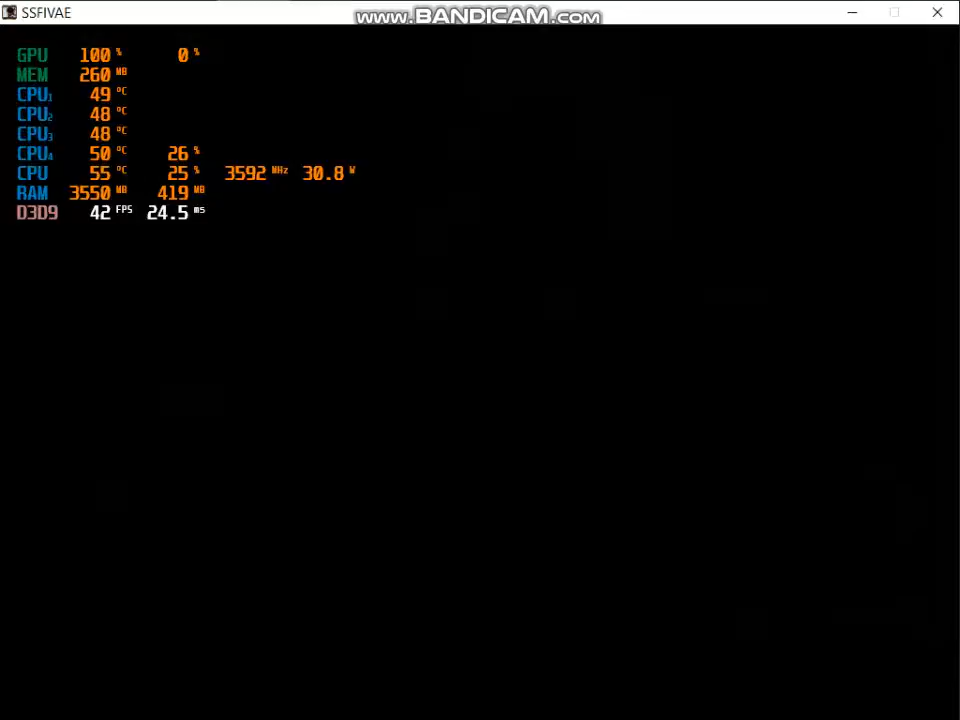 SSFIVAE
www.BANDICAM.com
GPU 100 % 0 %
MEM 260 MB
CPU1 49 °C
CPU2 48 °C
CPU3 48 °C
CPU4 50 °C 26 %
CPU 55 °C 25 % 3592 MHz 30.8 W
RAM 3550 MB 419 MB
D3D9 42 FPS 24.5 ms